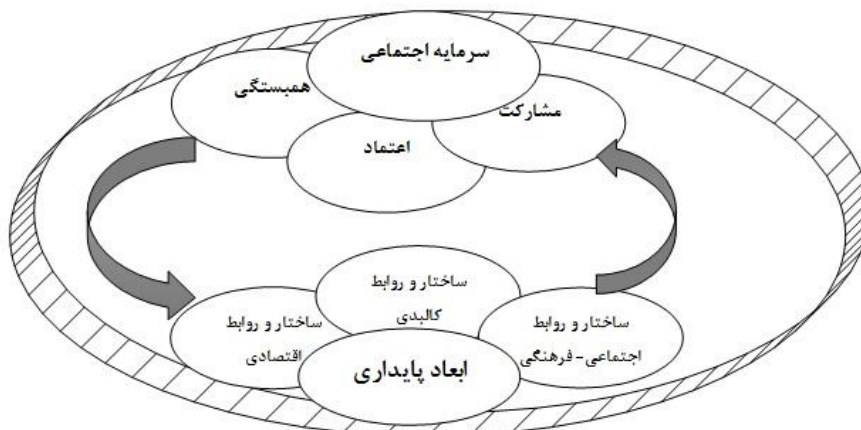 سرمایه اجتماعی
همبستگی
مشارکت
اعتماد
ساختار و روابط
کالبدی
ساختار و روابط
اجتماعی - فرهنگی
ساختار و روابط
اقتصادی
ابعاد پایداری